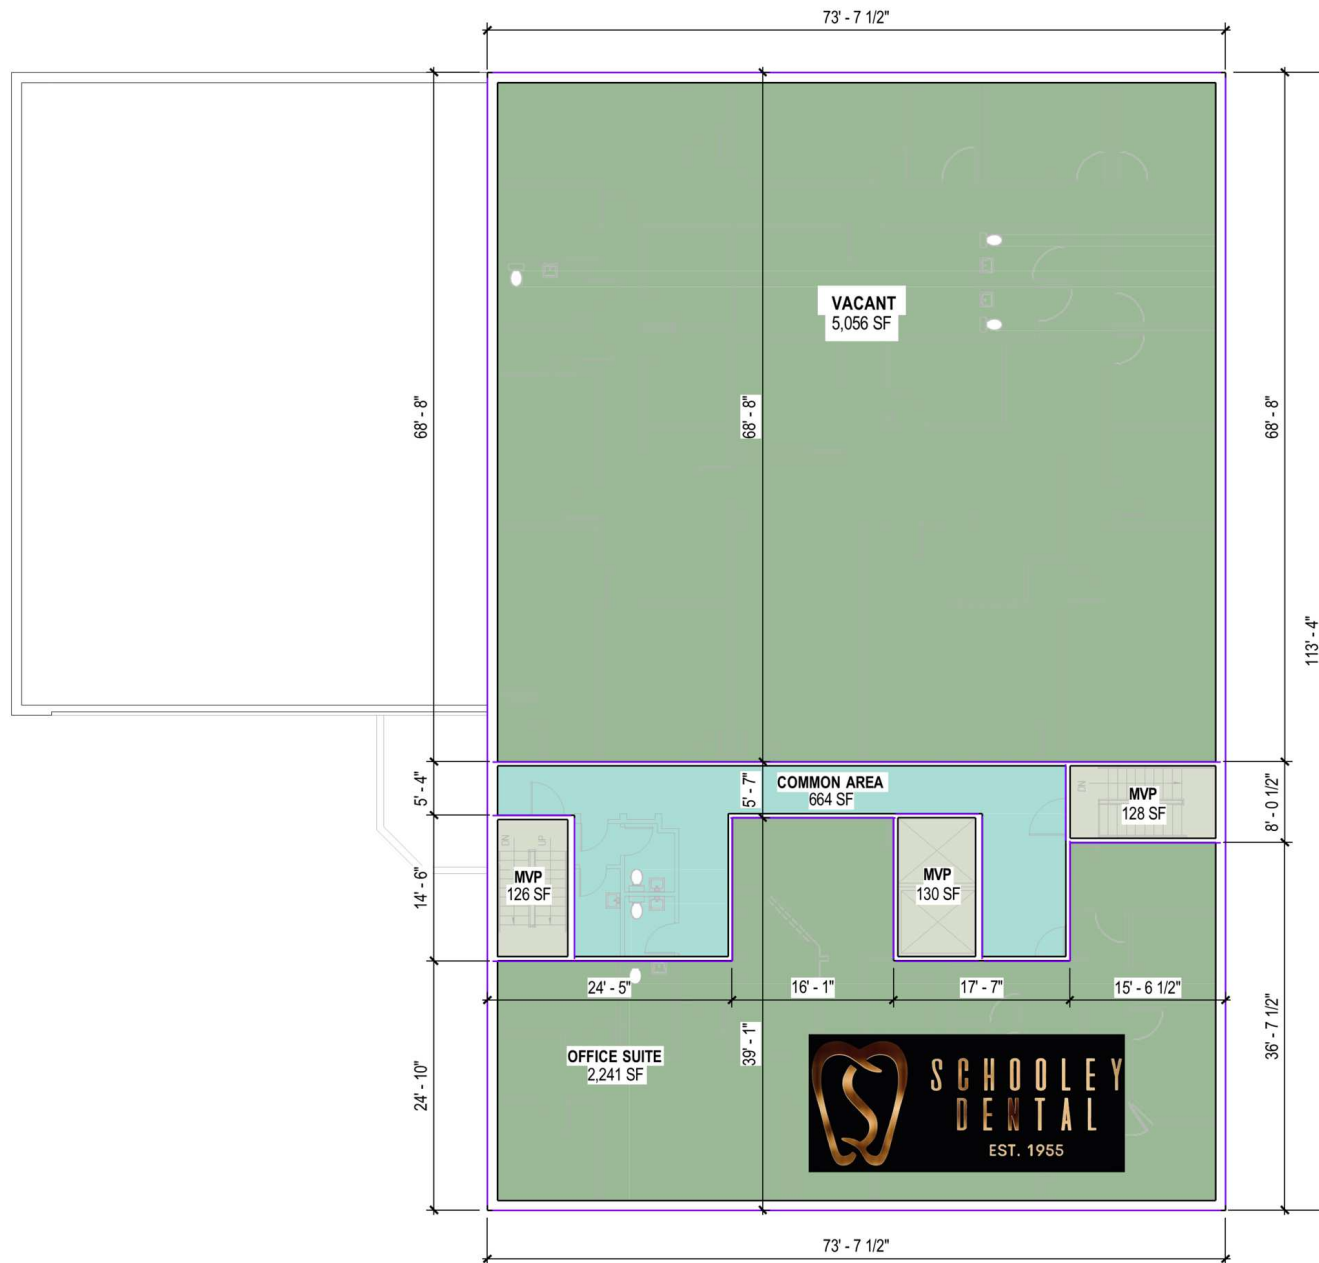 73' - 7 1/2"
68' - 8"
68' - 8"
68' - 8"
VACANT
5,056 SF
113' - 4"
5' - 4"
5' - 7"
COMMON AREA
664 SF
DN
MVP
128 SF
8' - 0 1/2"
14' - 6"
DN
UP
MVP
126 SF
MVP
130 SF
24' - 5"
16' - 1"
17' - 7"
15' - 6 1/2"
24' - 10"
OFFICE SUITE
2,241 SF
39' - 1"
36' - 7 1/2"
SCHOOLEY
DENTAL
EST. 1955
73' - 7 1/2"